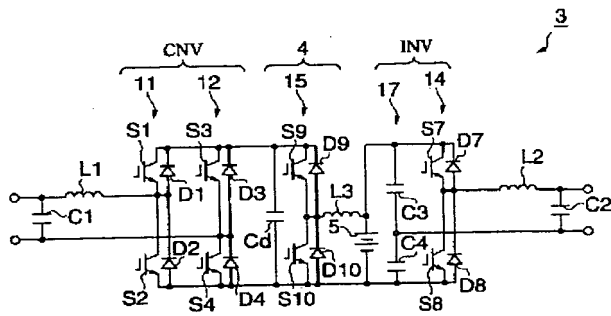 3
CNV 4 INV
11 12 15 17 14
S1 S3 S9 S7
D9 D7
L1 L2
D1 D3 L3
C1 Cd 5 C3 C2
D2 C4
D10
S2 S4 D4 S10 S8 D8